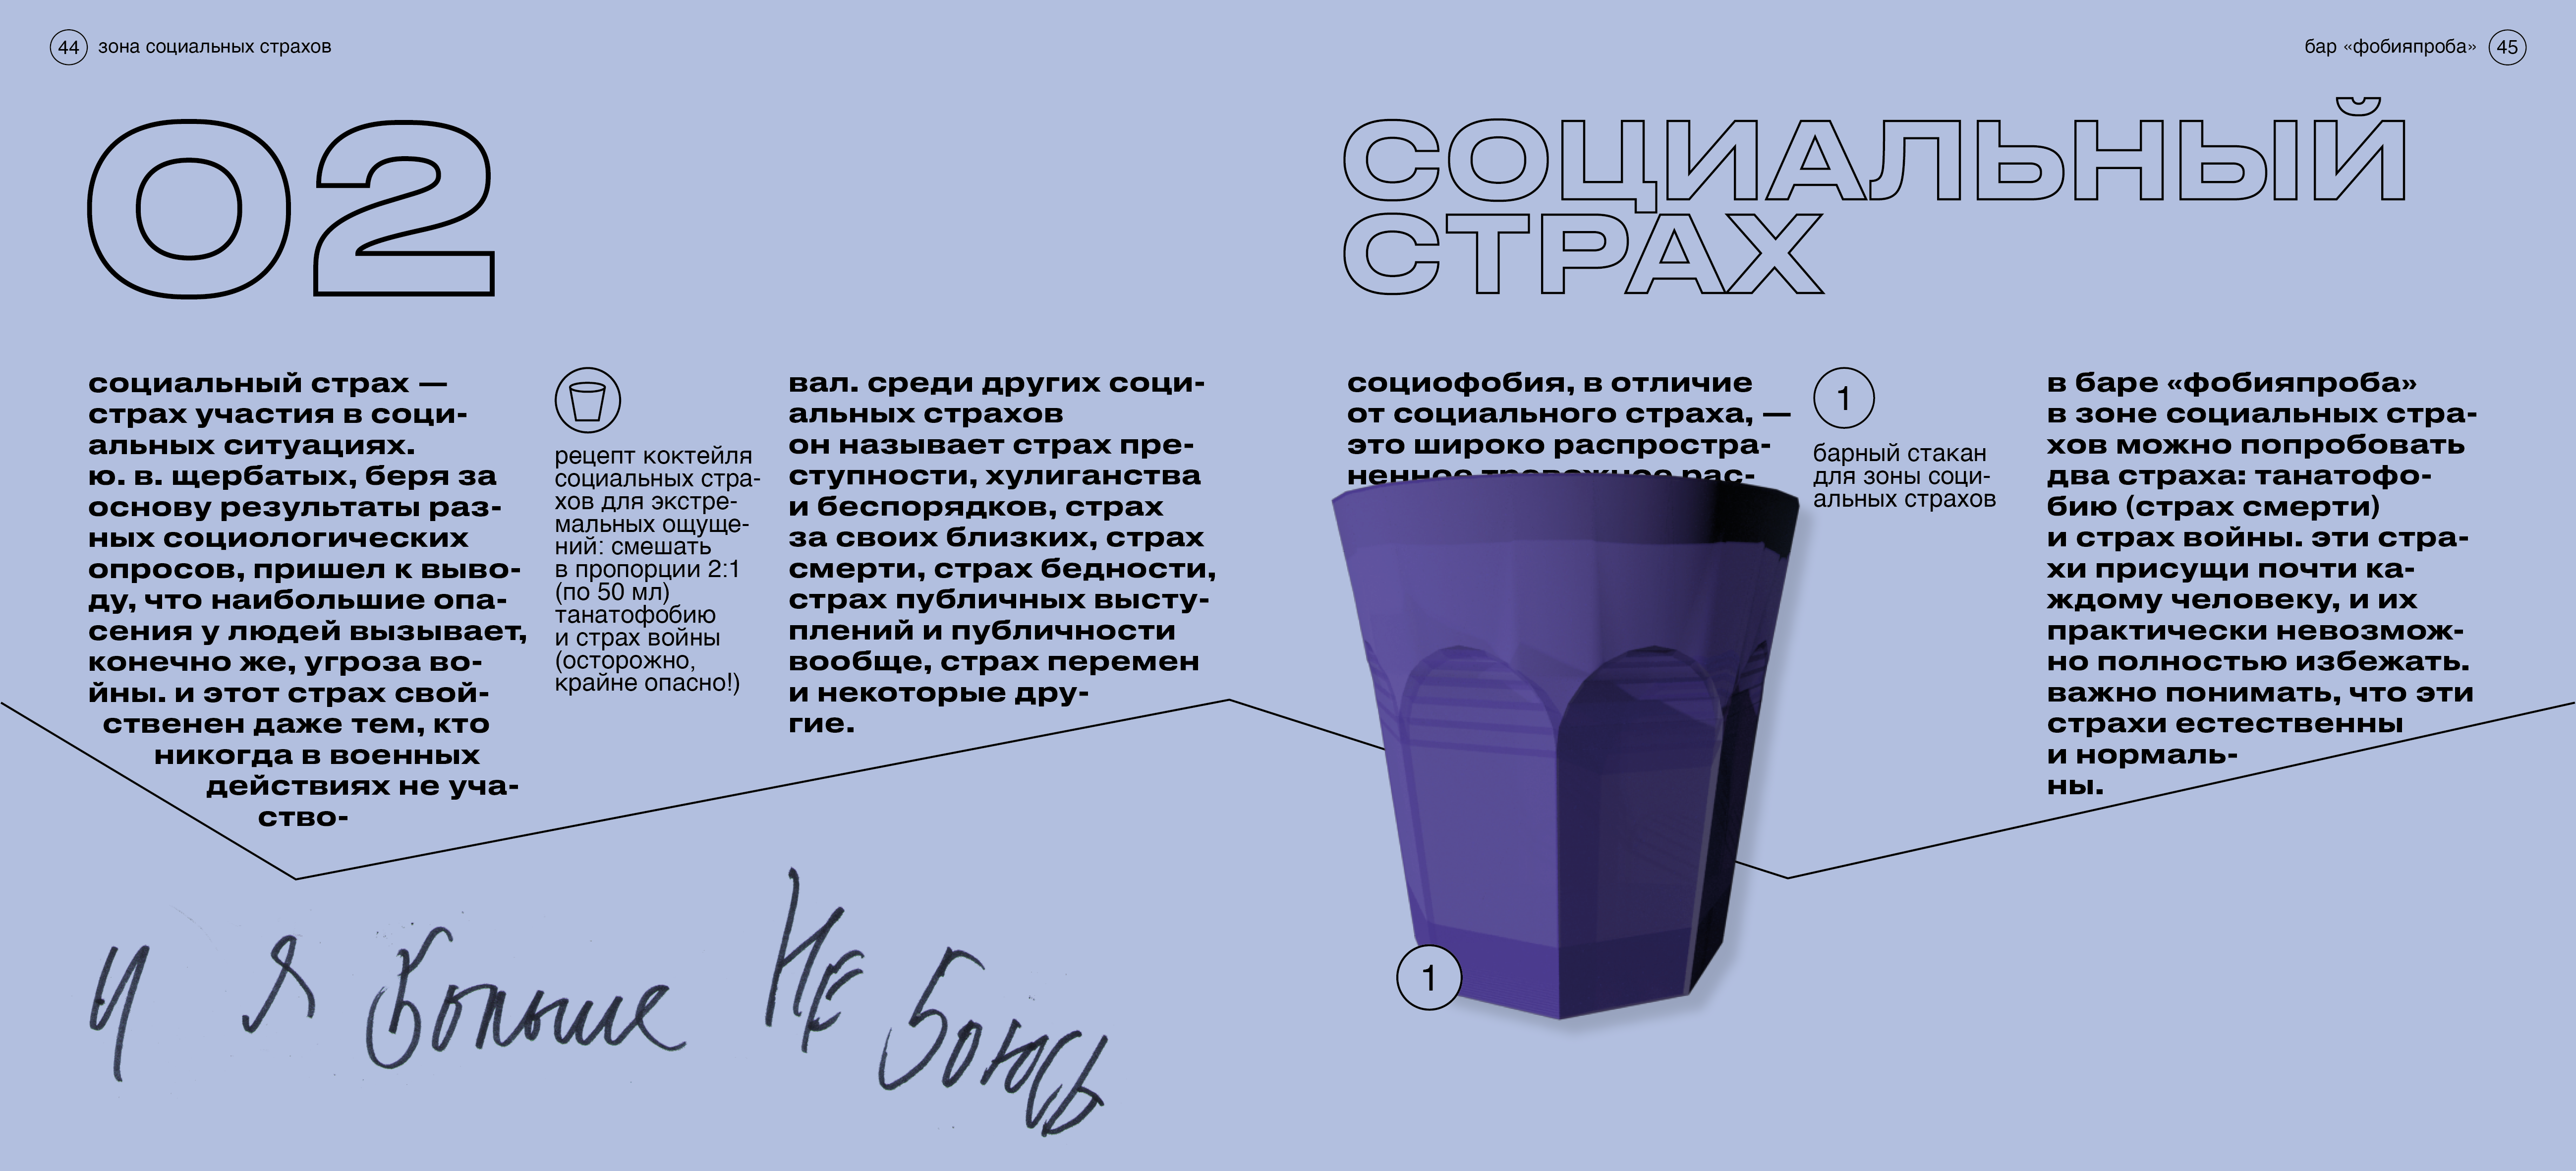 44 зона социальных страхов
бар «фобияпроба» 45
02
СОЦИАЛЬНЫЙ
СТРАХ
социальный страх —
страх участия в соци-
альных ситуациях.
ю. в. щербатых, беря за
основу результаты раз-
ных социологических
опросов, пришел к выво-
ду, что наибольшие опа-
сения у людей вызывает,
конечно же, угроза во-
йны. и этот страх свой-
ственен даже тем, кто
никогда в военных
действиях не уча-
ство-
рецепт коктейля
социальных стра-
хов для экстре-
мальных ощуще-
ний: смешать
в пропорции 2:1
(по 50 мл)
танатофобию
и страх войны
(осторожно,
крайне опасно!)
вал. среди других соци-
альных страхов
он называет страх пре-
ступности, хулиганства
и беспорядков, страх
за своих близких, страх
смерти, страх бедности,
страх публичных высту-
плений и публичности
вообще, страх перемен
и некоторые дру-
гие.
социофобия, в отличие
от социального страха, —
это широко распростра-
ненное тревожное рас-
1
барный стакан
для зоны соци-
альных страхов
в баре «фобияпроба»
в зоне социальных стра-
хов можно попробовать
два страха: танатофо-
бию (страх смерти)
и страх войны. эти стра-
хи присущи почти ка-
ждому человеку, и их
практически невозмож-
но полностью избежать.
важно понимать, что эти
страхи естественны
и нормаль-
ны.
и я больше не боюсь
1